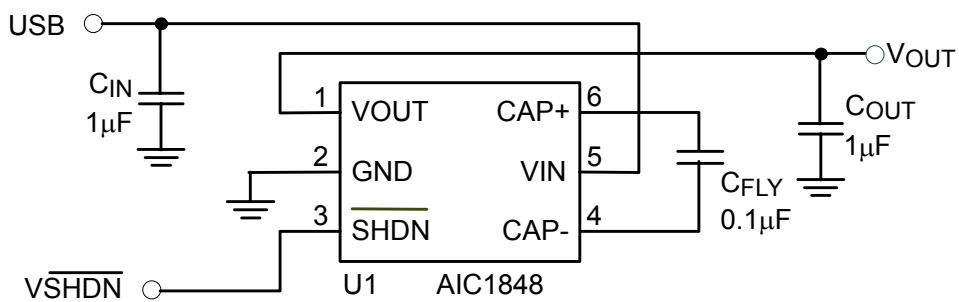 USB
VOUT
CIN
1μF
1
VOUT
CAP+
6
COUT
1μF
2
GND
VIN
5
CFLY
0.1μF
3
SHDN
CAP-
4
VSHDN
U1
AIC1848